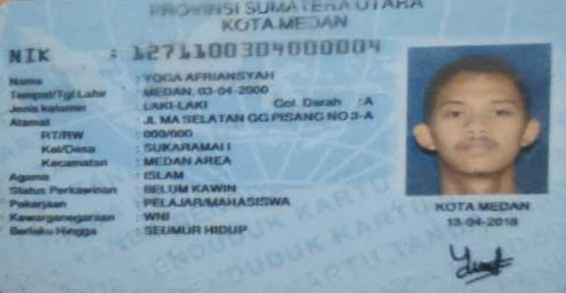 PROVINSI SUMATERA UTARA
KOTA MEDAN
NIK : 1271100304000004
Nama : YOGA AFRIANSYAH
Tempat/Tgl Lahir : MEDAN, 03-04-2000
Jenis kelamin : LAKI-LAKI Gol. Darah : A
Alamat : JL MA SELATAN GG PISANG NO 3-A
RT/RW : 000/000
Kel/Desa : SUKARAMAI I
Kecamatan : MEDAN AREA
Agama : ISLAM
Status Perkawinan : BELUM KAWIN
Pekerjaan : PELAJAR/MAHASISWA
Kewarganegaraan : WNI
Berlaku Hingga : SEUMUR HIDUP
KOTA MEDAN
13-04-2018